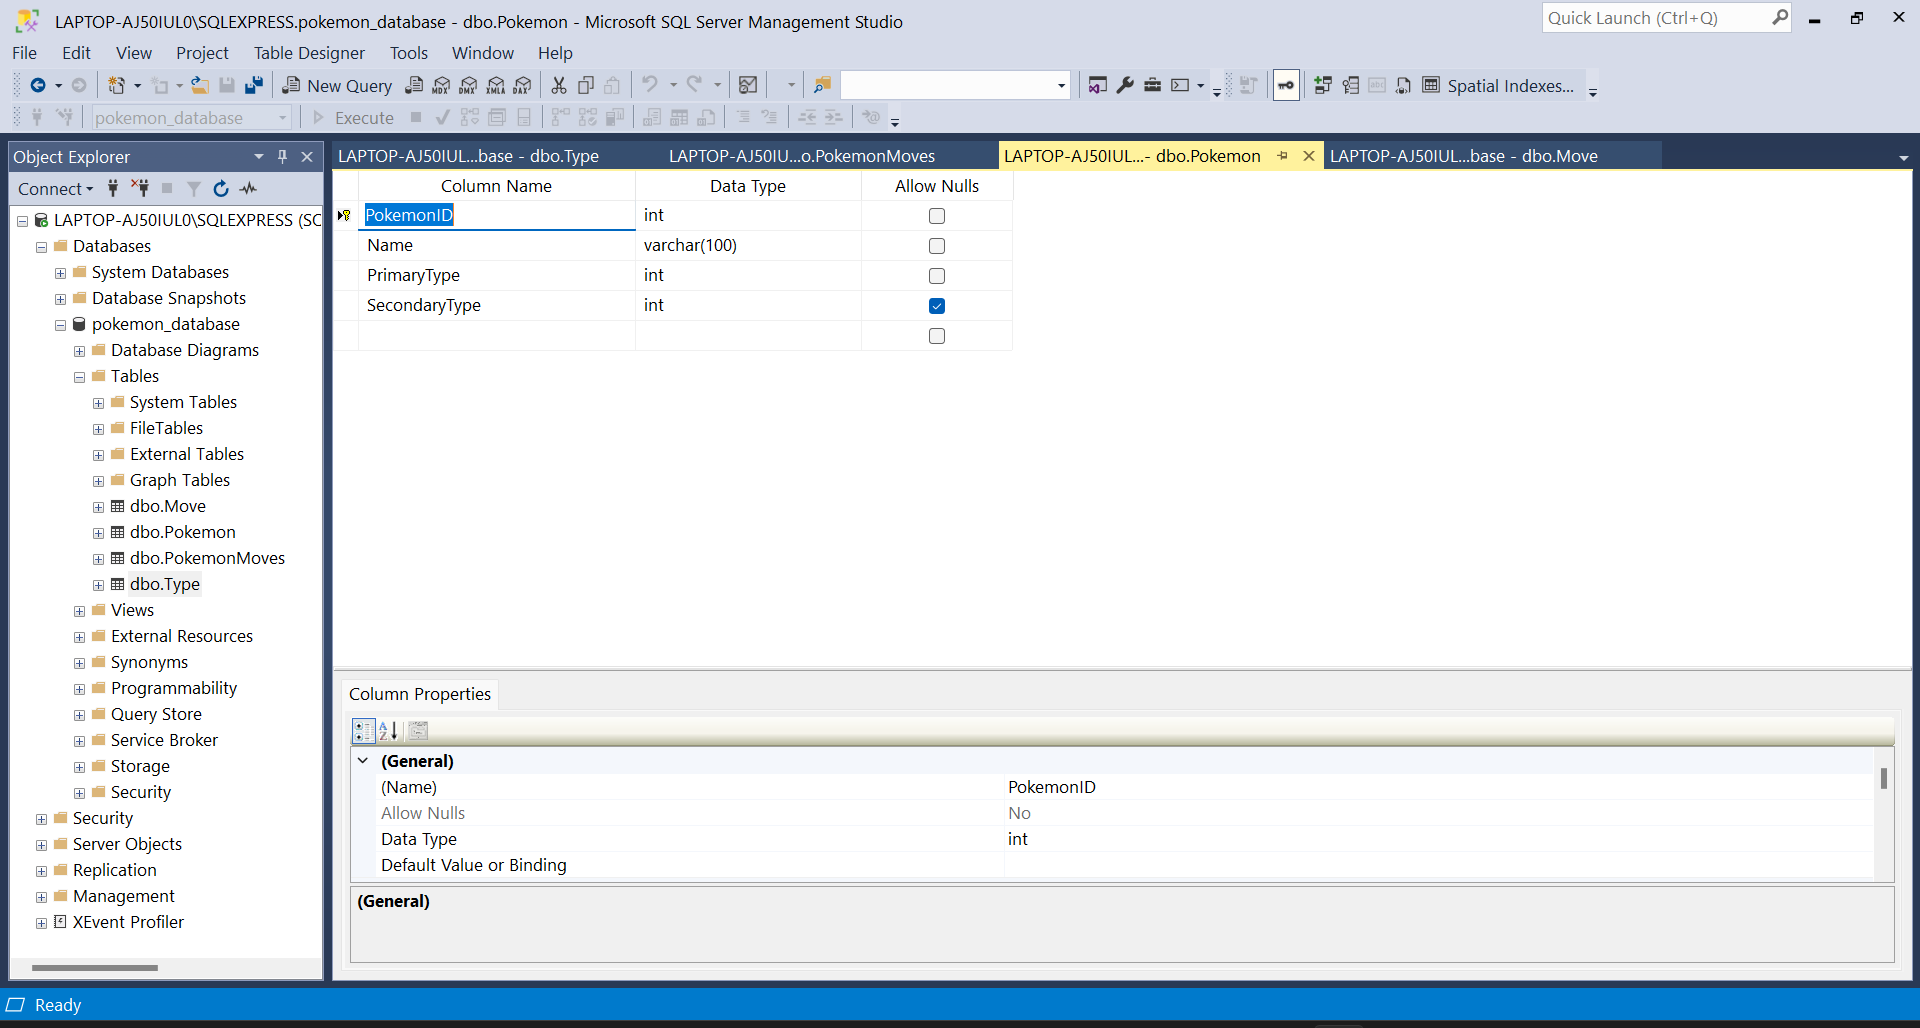 LAPTOP-AJ50IUL0\SQLEXPRESS.pokemon_database - dbo.Pokemon - Microsoft SQL Server Management Studio
Quick Launch (Ctrl+Q)
File Edit View Project Table Designer Tools Window Help
New Query MDX DMX XMLA DAX Spatial Indexes...
pokemon_database Execute
Object Explorer
Connect
LAPTOP-AJ50IUL0\SQLEXPRESS (SC
Databases
System Databases
Database Snapshots
pokemon_database
Database Diagrams
Tables
System Tables
FileTables
External Tables
Graph Tables
dbo.Move
dbo.Pokemon
dbo.PokemonMoves
dbo.Type
Views
External Resources
Synonyms
Programmability
Query Store
Service Broker
Storage
Security
Security
Server Objects
Replication
Management
XEvent Profiler
LAPTOP-AJ50IUL...base - dbo.Type LAPTOP-AJ50IU...o.PokemonMoves LAPTOP-AJ50IUL...- dbo.Pokemon LAPTOP-AJ50IUL...base - dbo.Move
Column Name Data Type Allow Nulls
PokemonID int
Name varchar(100)
PrimaryType int
SecondaryType int
Column Properties
(General)
(Name) PokemonID
Allow Nulls No
Data Type int
Default Value or Binding
(General)
Ready